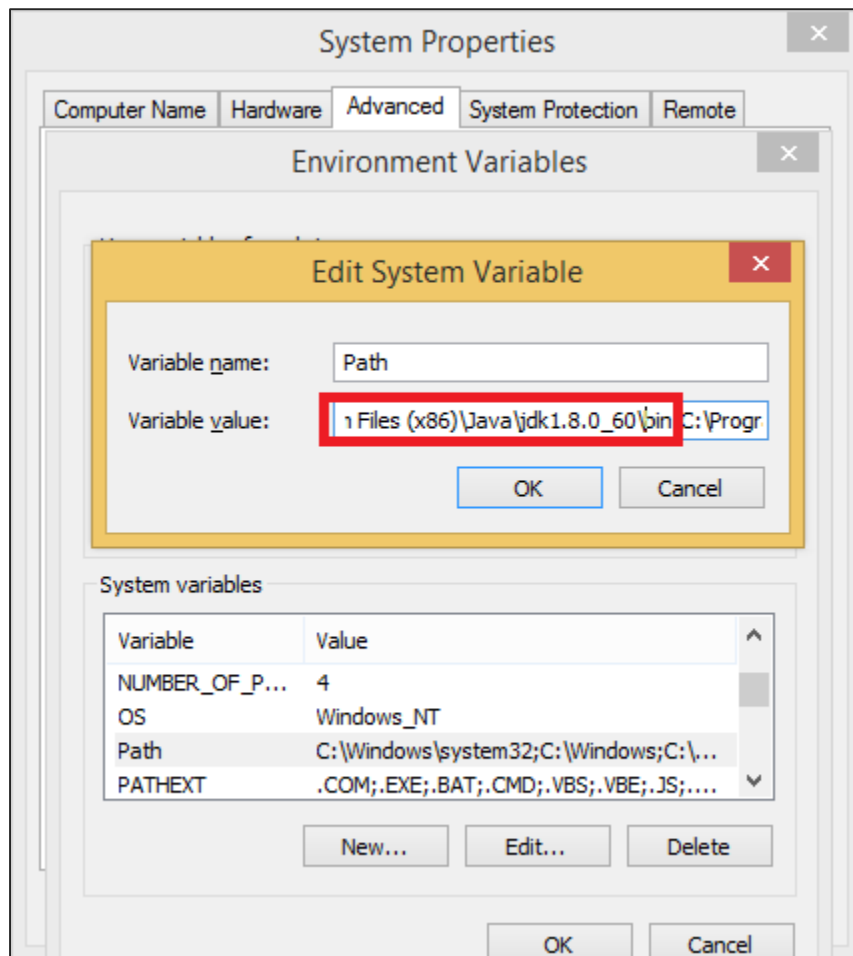 System Properties
Computer Name Hardware Advanced System Protection Remote
Environment Variables
Edit System Variable
Variable name: Path
Variable value: n Files (x86)\Java\jdk1.8.0_60\bin C:\Progr
OK Cancel
System variables
Variable Value
NUMBER_OF_P... 4
OS Windows_NT
Path C:\Windows\system32;C:\Windows;C:\...
PATHEXT .COM;.EXE;.BAT;.CMD;.VBS;.VBE;.JS;....
New... Edit... Delete
OK Cancel